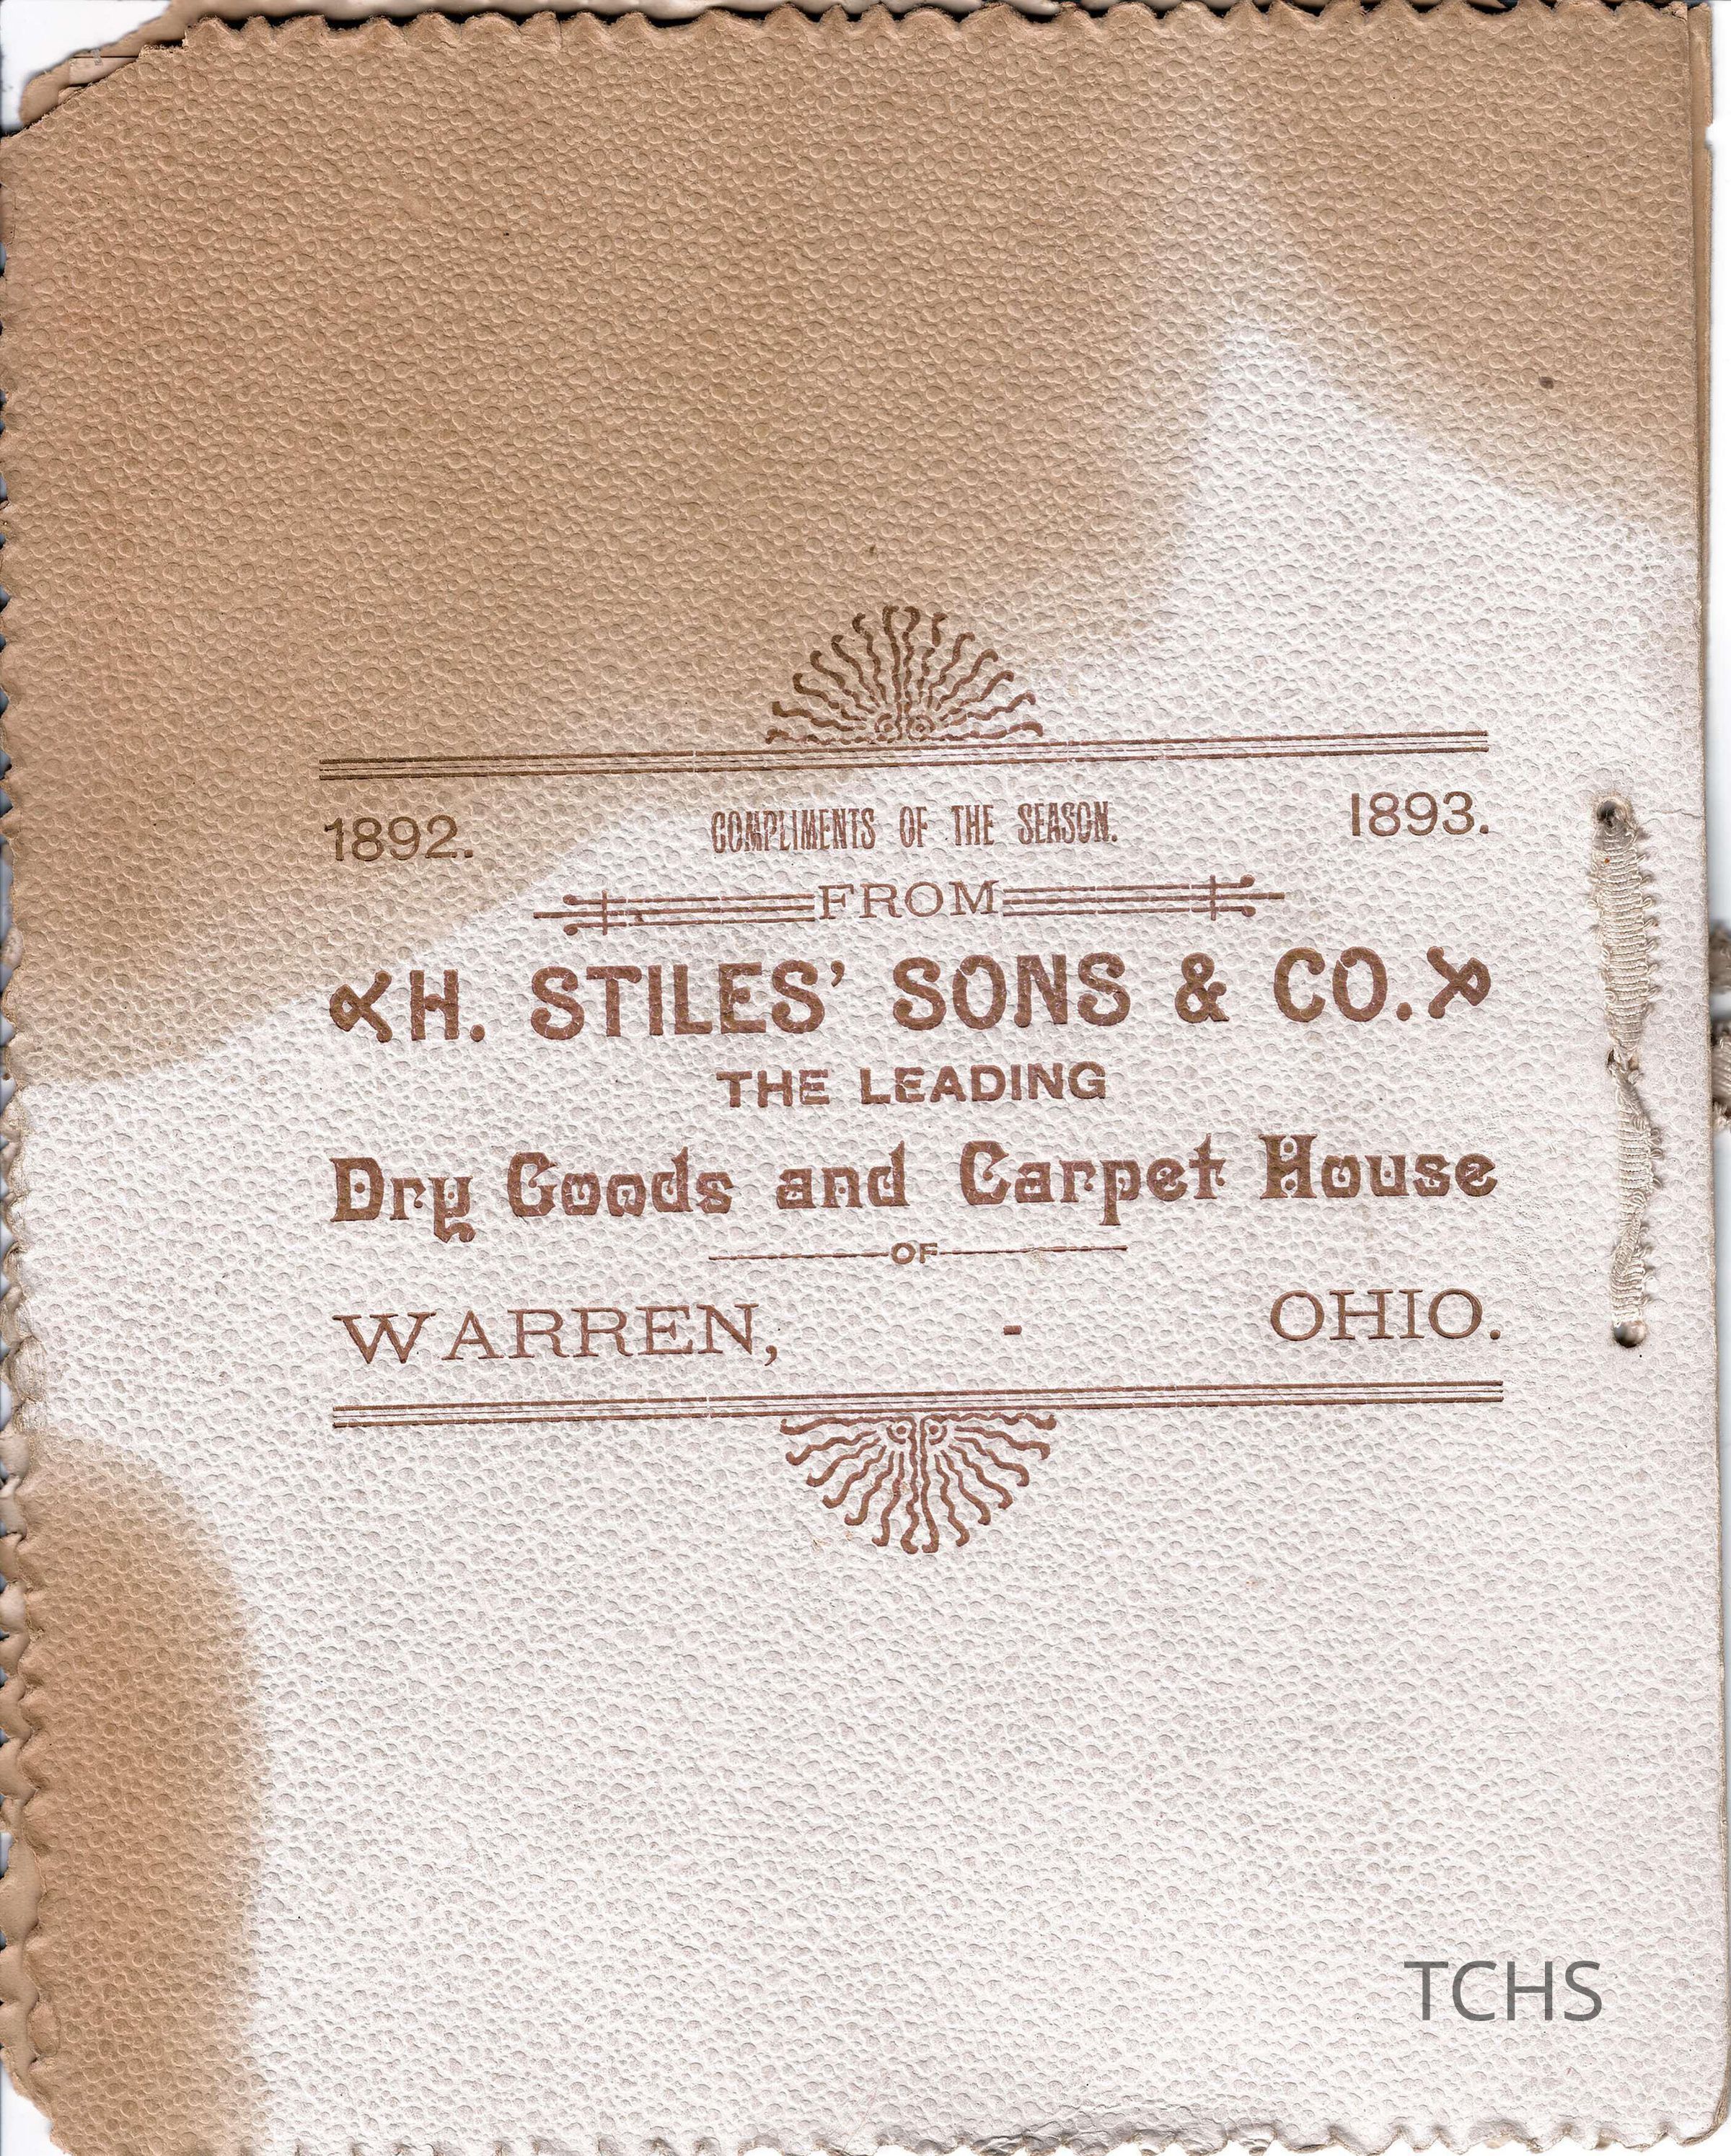 1892. COMPLIMENTS OF THE SEASON. 1893.
FROM
H. STILES' SONS & CO.
THE LEADING
Dry Goods and Carpet House
OF
WARREN, - OHIO.
TCHS